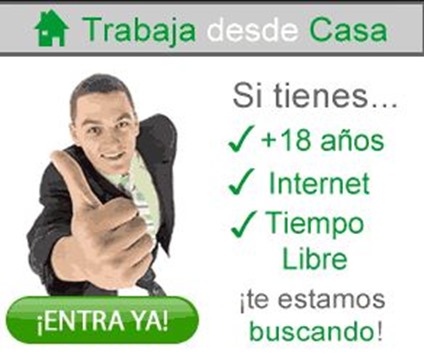 Trabaja desde Casa
Si tienes...
+18 años
Internet
Tiempo
Libre
¡te estamos
buscando!
¡ENTRA YA!